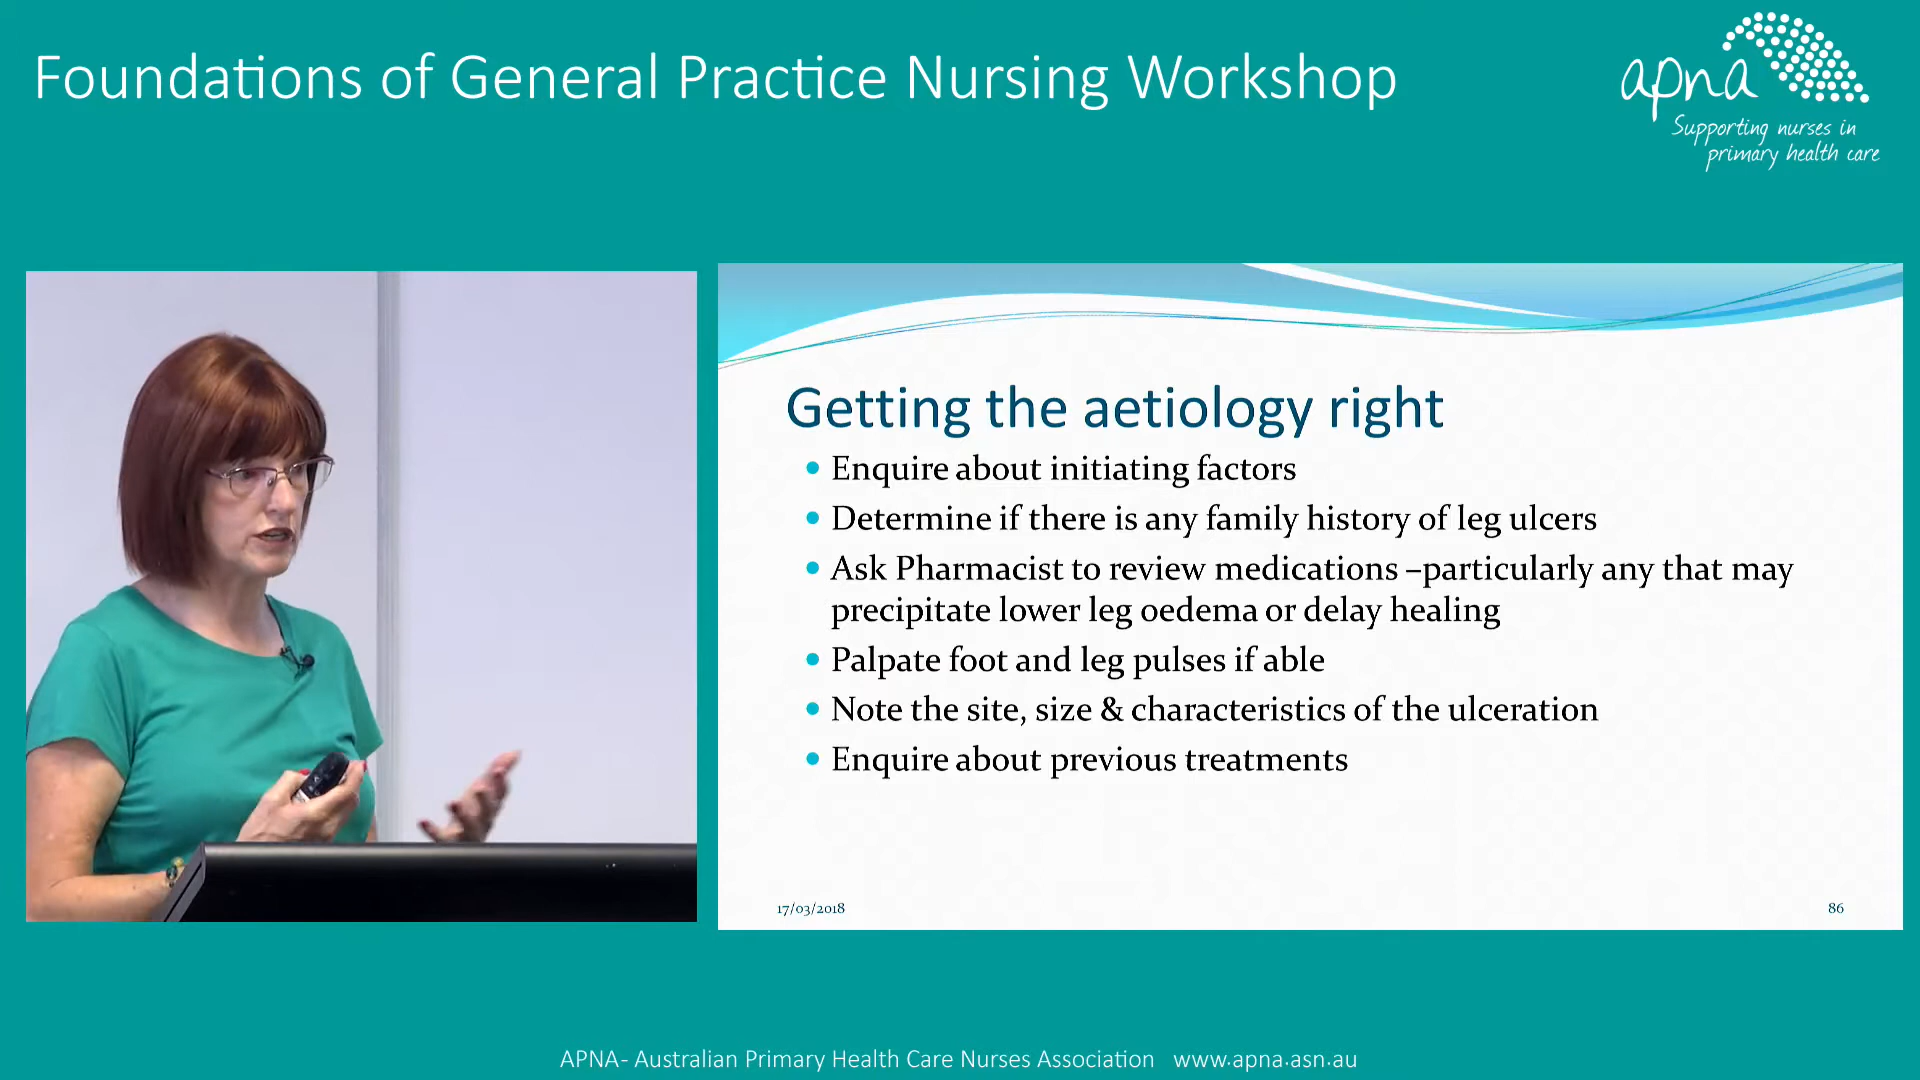 Foundations of General Practice Nursing Workshop
apna
Supporting nurses in
primary health care
Getting the aetiology right
• Enquire about initiating factors
• Determine if there is any family history of leg ulcers
• Ask Pharmacist to review medications –particularly any that may
precipitate lower leg oedema or delay healing
• Palpate foot and leg pulses if able
• Note the site, size & characteristics of the ulceration
• Enquire about previous treatments
17/03/2018
86
APNA- Australian Primary Health Care Nurses Association www.apna.asn.au